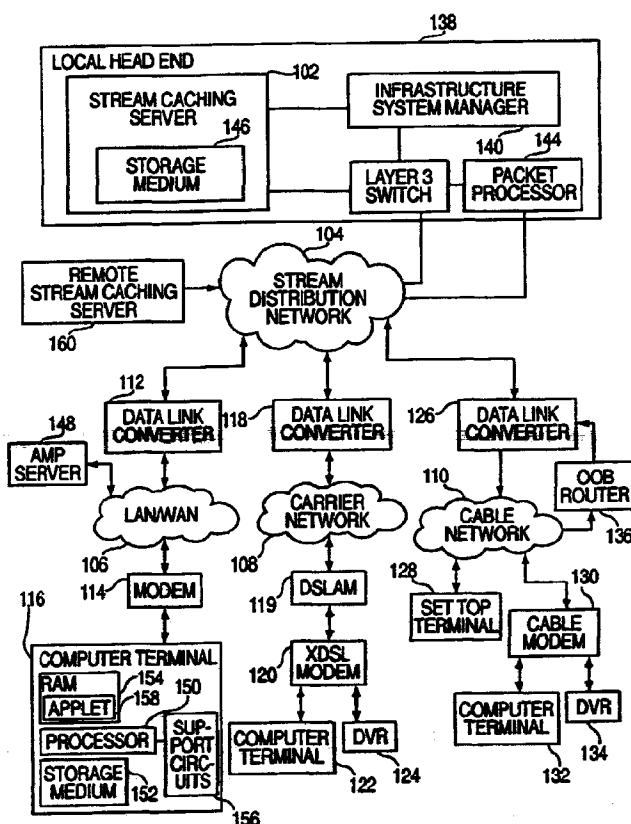 138
LOCAL HEAD END
102
STREAM CACHING
SERVER
146
STORAGE
MEDIUM
INFRASTRUCTURE
SYSTEM MANAGER
140
144
LAYER 3
SWITCH
PACKET
PROCESSOR
104
STREAM
DISTRIBUTION
NETWORK
REMOTE
STREAM CACHING
SERVER
160
112
DATA LINK
CONVERTER
118
DATA LINK
CONVERTER
126
DATA LINK
CONVERTER
148
AMP
SERVER
LAN/WAN
106
CARRIER
NETWORK
108
110
CABLE
NETWORK
OOB
ROUTER
136
114
MODEM
119
DSLAM
128
SET TOP
TERMINAL
130
CABLE
MODEM
116
COMPUTER TERMINAL
RAM
154
APPLET
158
150
PROCESSOR
STORAGE
MEDIUM
152
SUP-
PORT
CIRC-
UITS
156
120
XDSL
MODEM
COMPUTER
TERMINAL
122
DVR
124
COMPUTER
TERMINAL
132
DVR
134